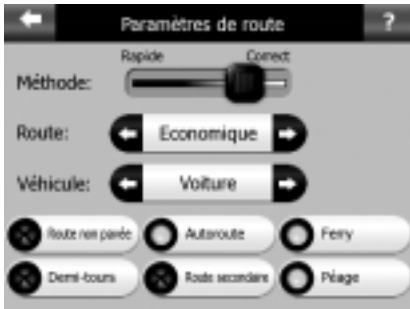 Paramètres de route ?
Rapide Correct
Méthode:
Route: Economique
Véhicule: Voiture
Route non pavée Autoroute Ferry
Demi-tours Route secondaire Péage